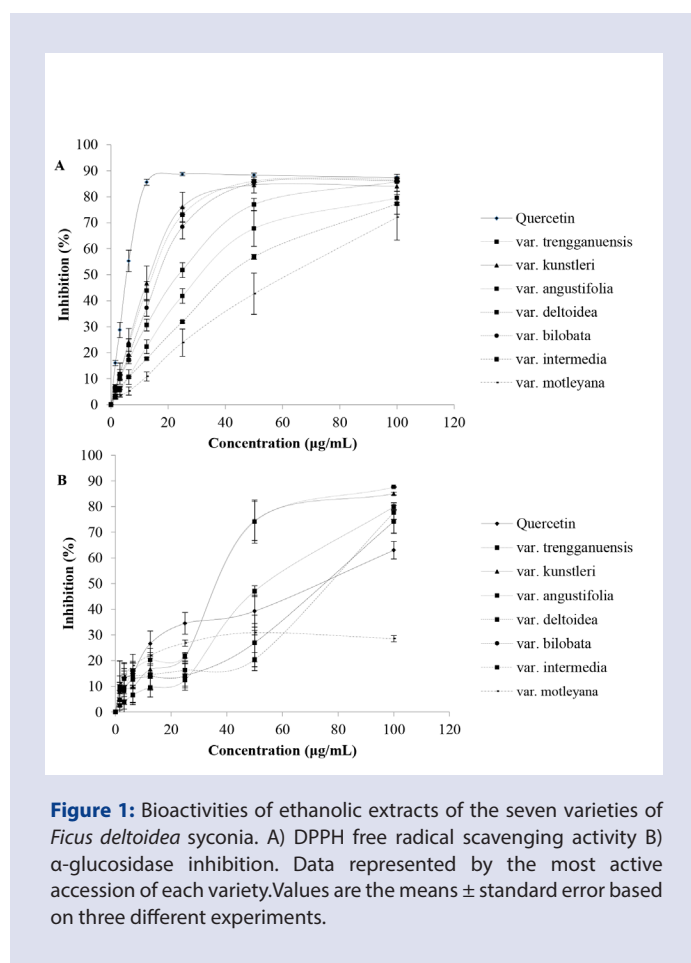 100
A
90
80
70
60
50
40
30
20
10
0
Inhibition (%)
0 20 40 60 80 100 120
Concentration (µg/mL)
Quercetin
var. trengganuensis
var. kunstleri
var. angustifolia
var. deltoidea
var. bilobata
var. intermedia
var. motleyana
100
B
90
80
70
60
50
40
30
20
10
0
Inhibition (%)
0 20 40 60 80 100 120
Concentration (µg/mL)
Quercetin
var. trengganuensis
var. kunstleri
var. angustifolia
var. deltoidea
var. bilobata
var. intermedia
var. motleyana
Figure 1: Bioactivities of ethanolic extracts of the seven varieties of
Ficus deltoidea syconia. A) DPPH free radical scavenging activity B)
α-glucosidase inhibition. Data represented by the most active
accession of each variety.Values are the means ± standard error based
on three different experiments.